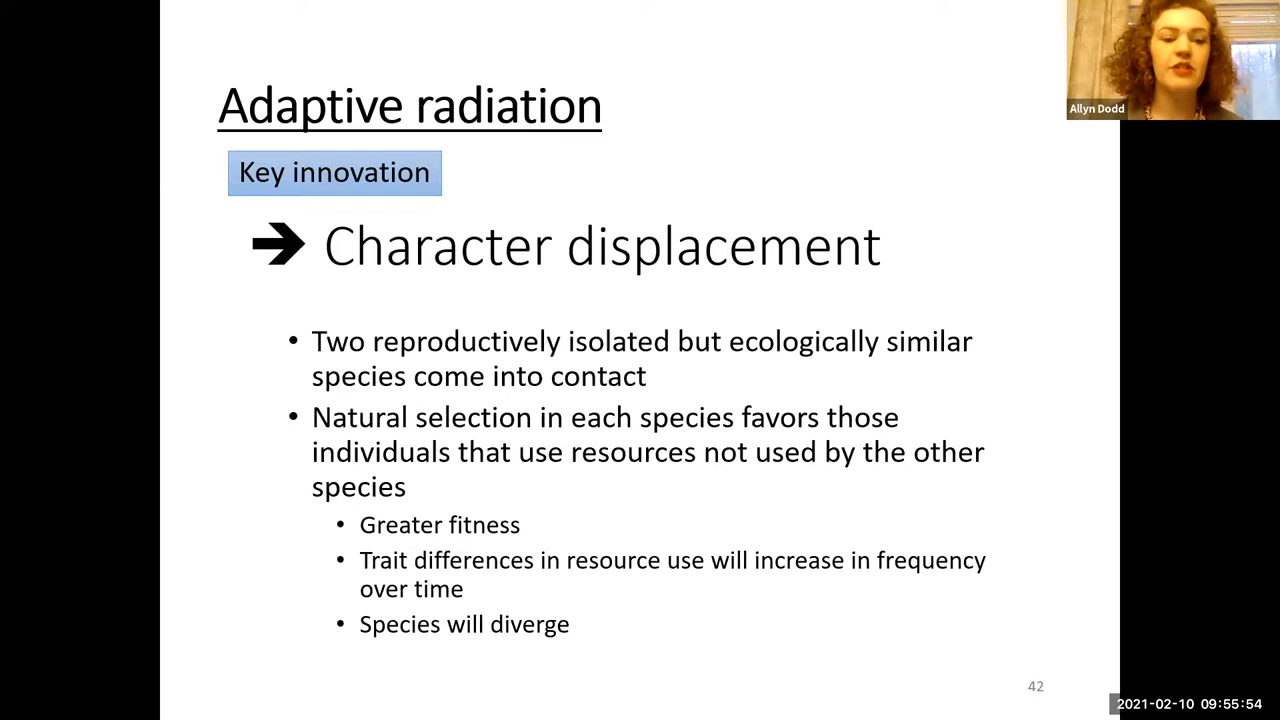 Adaptive radiation
Key innovation
➔ Character displacement
• Two reproductively isolated but ecologically similar
species come into contact
• Natural selection in each species favors those
individuals that use resources not used by the other
species
• Greater fitness
• Trait differences in resource use will increase in frequency
over time
• Species will diverge
42
Allyn Dodd
2021-02-10 09:55:54